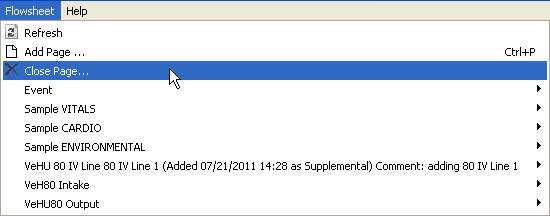 Flowsheet Help
Refresh
Add Page ... Ctrl+P
Close Page...
Event
Sample VITALS
Sample CARDIO
Sample ENVIRONMENTAL
VeHU 80 IV Line 80 IV Line 1 (Added 07/21/2011 14:28 as Supplemental) Comment: adding 80 IV Line 1
VeH80 Intake
VeHU80 Output